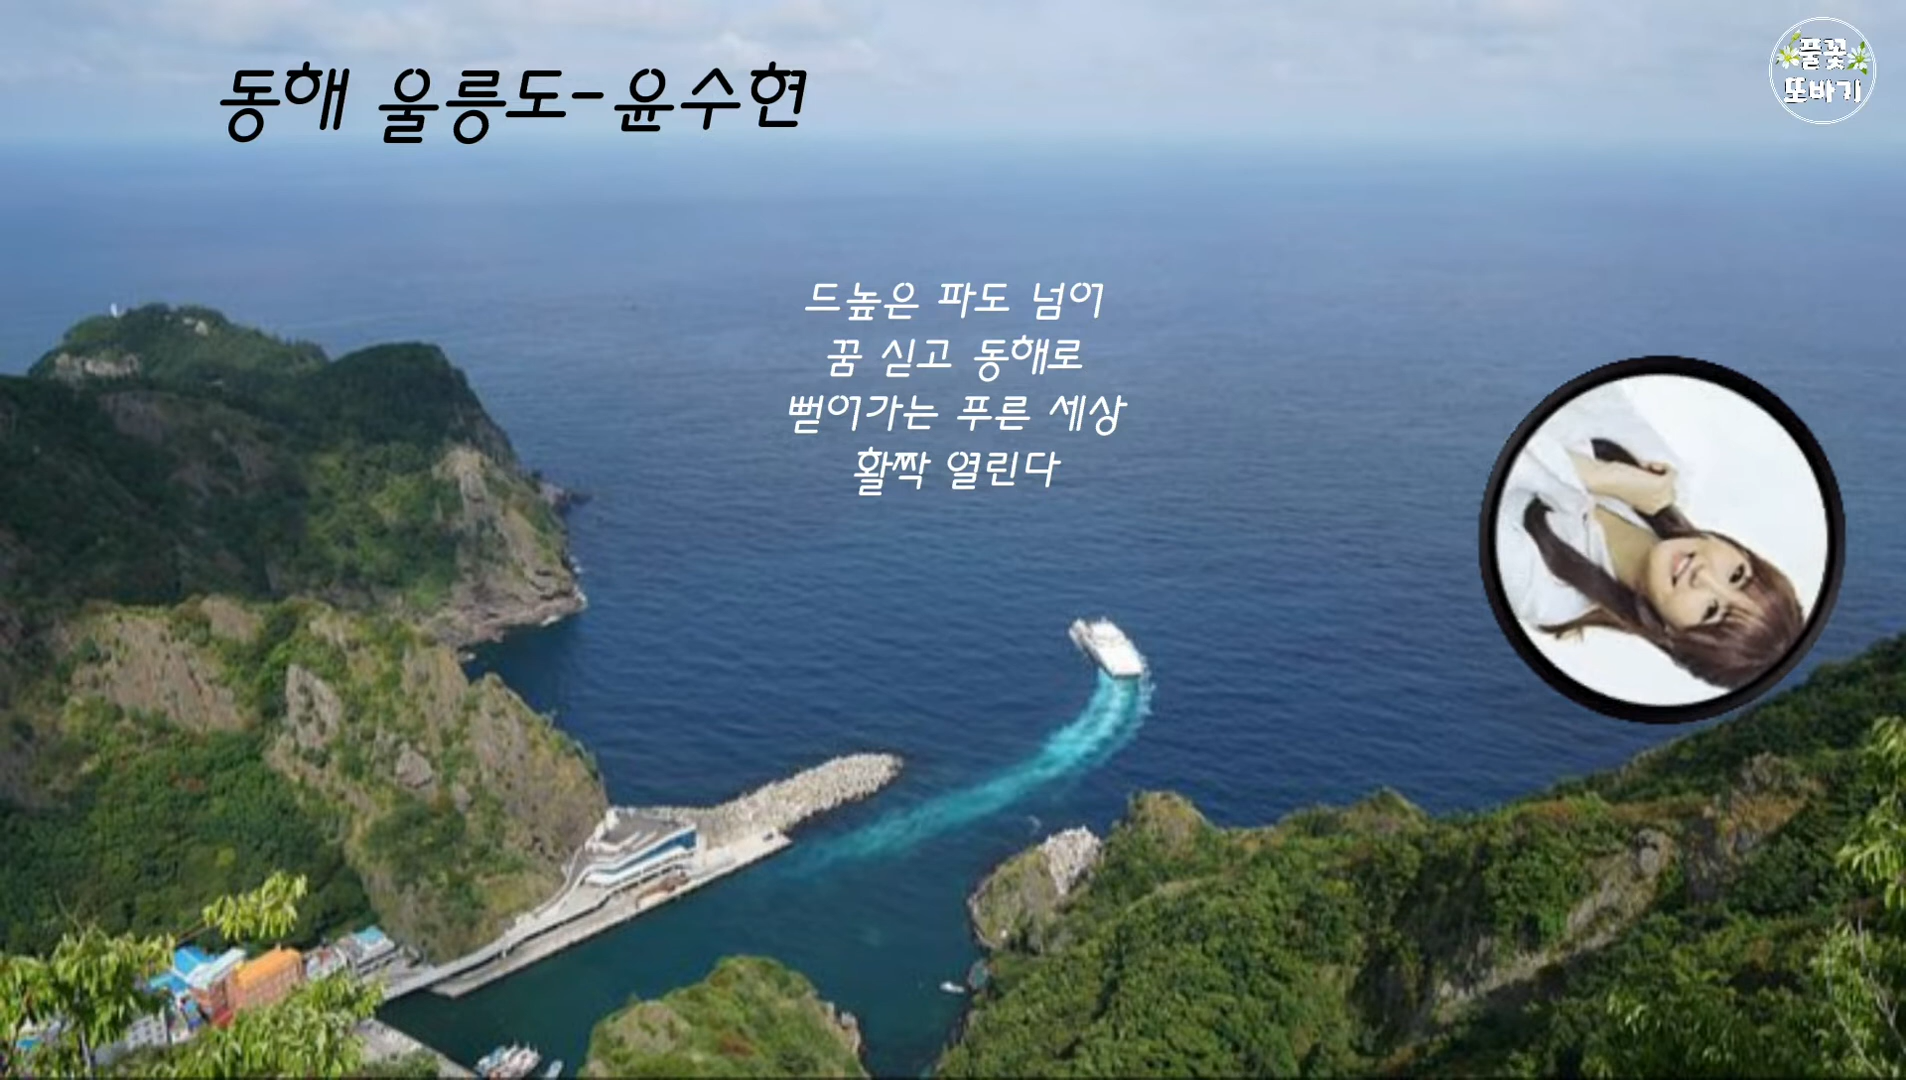 동해 울릉도-윤수현
풀꽃
또바기
드높은 파도 넘어
꿈 싣고 동해로
뻗어가는 푸른 세상
활짝 열린다